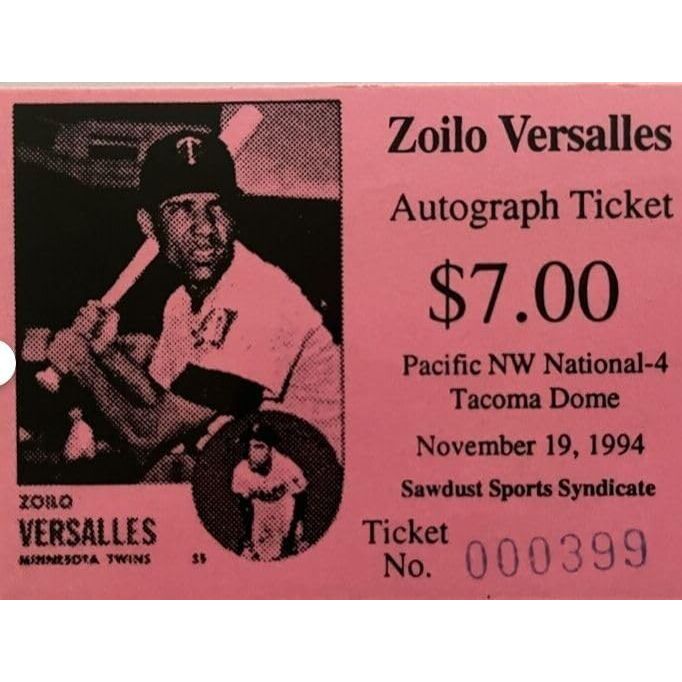 T
ZOILO
VERSALLES
MINNESOTA TWINS SS
Zoilo Versalles
Autograph Ticket
$7.00
Pacific NW National-4
Tacoma Dome
November 19, 1994
Sawdust Sports Syndicate
Ticket
No. 000399